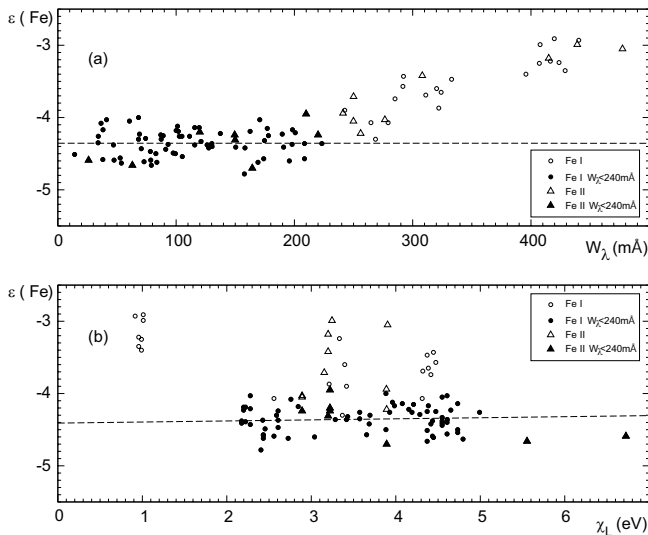 ε ( Fe)
-3
-4
-5
(a)
Fe I
Fe I W_λ<240mÅ
Fe II
Fe II W_λ<240mÅ
0 100 200 300 400
W_λ (mÅ)
ε ( Fe)
-3
-4
-5
(b)
Fe I
Fe I W_λ<240mÅ
Fe II
Fe II W_λ<240mÅ
0 1 2 3 4 5 6
χ_L (eV)